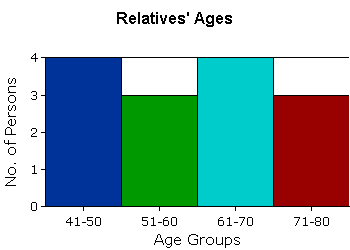 Relatives' Ages
No. of Persons
4
3
2
1
0
41-50 51-60 61-70 71-80
Age Groups